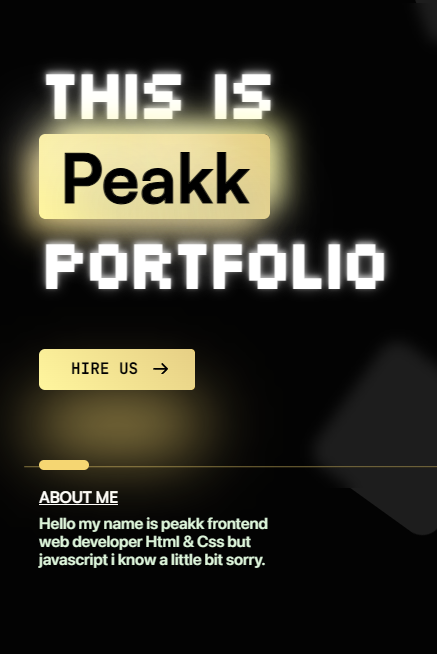 THIS IS
Peakk
PORTFOLIO
HIRE US →
ABOUT ME
Hello my name is peakk frontend
web developer Html & Css but
javascript i know a little bit sorry.